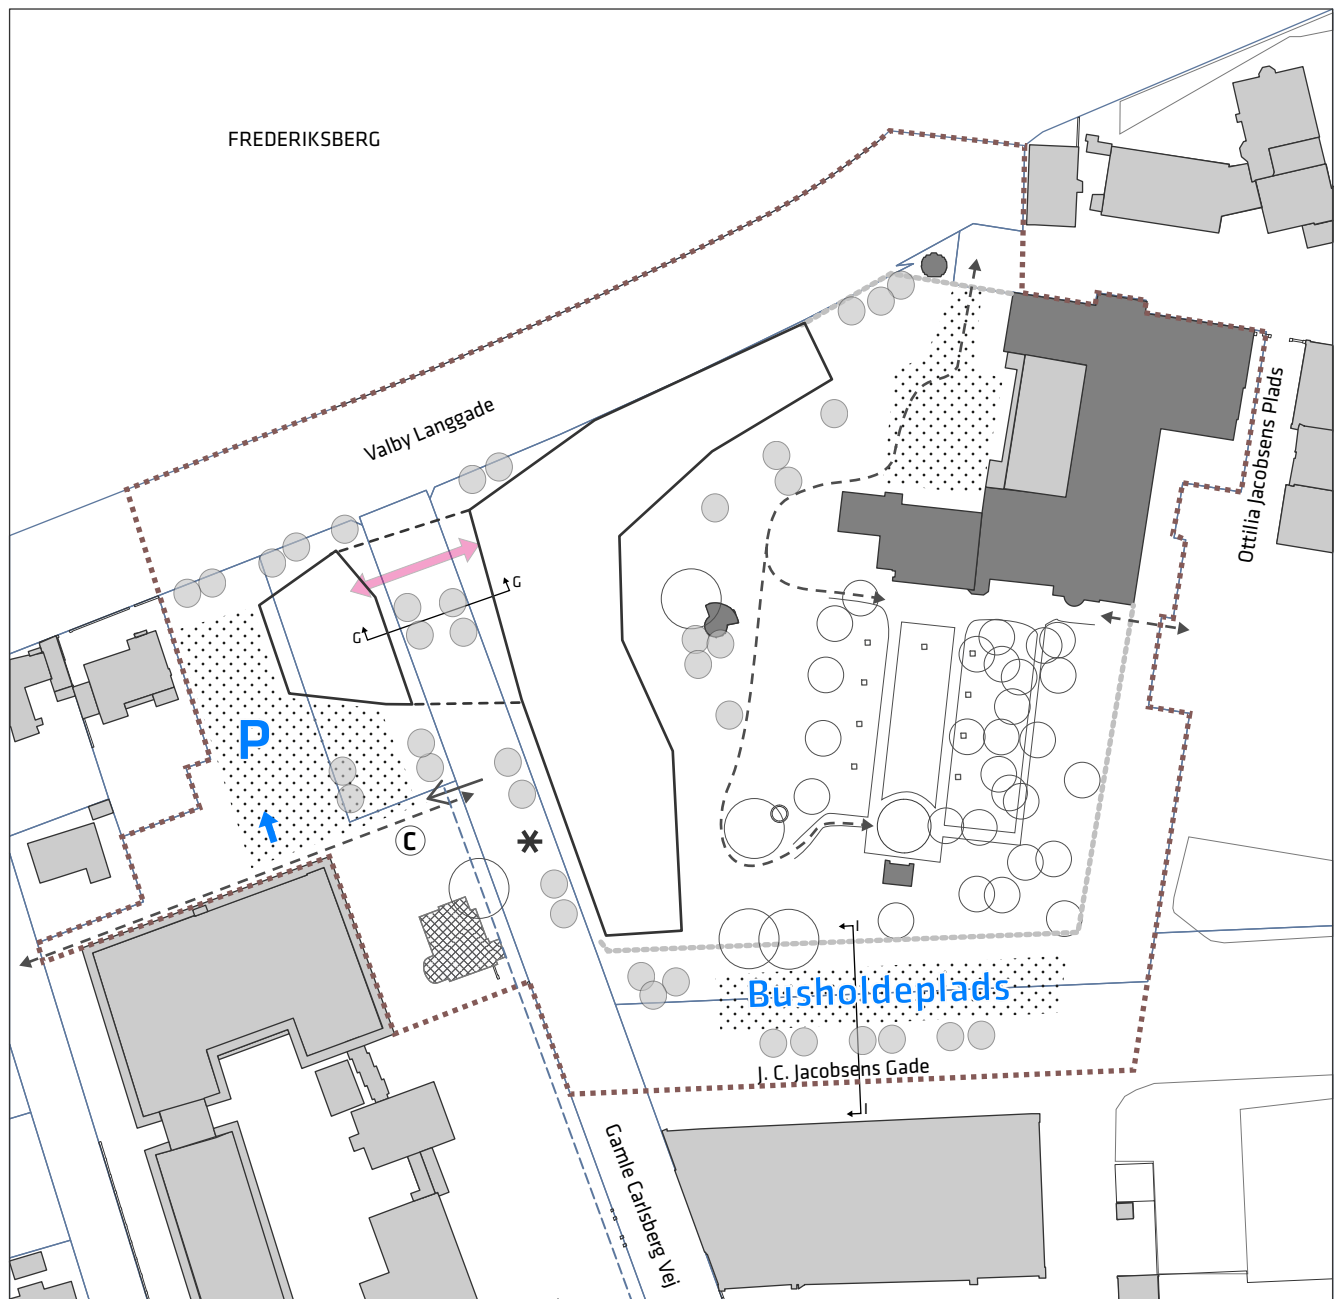 FREDERIKSBERG
Valby Langgade
Ottilia Jacobsens Plads
G
G
P
C
*
I
Busholdeplads
J. C. Jacobsens Gade
I
Gamle Carlsberg Vej